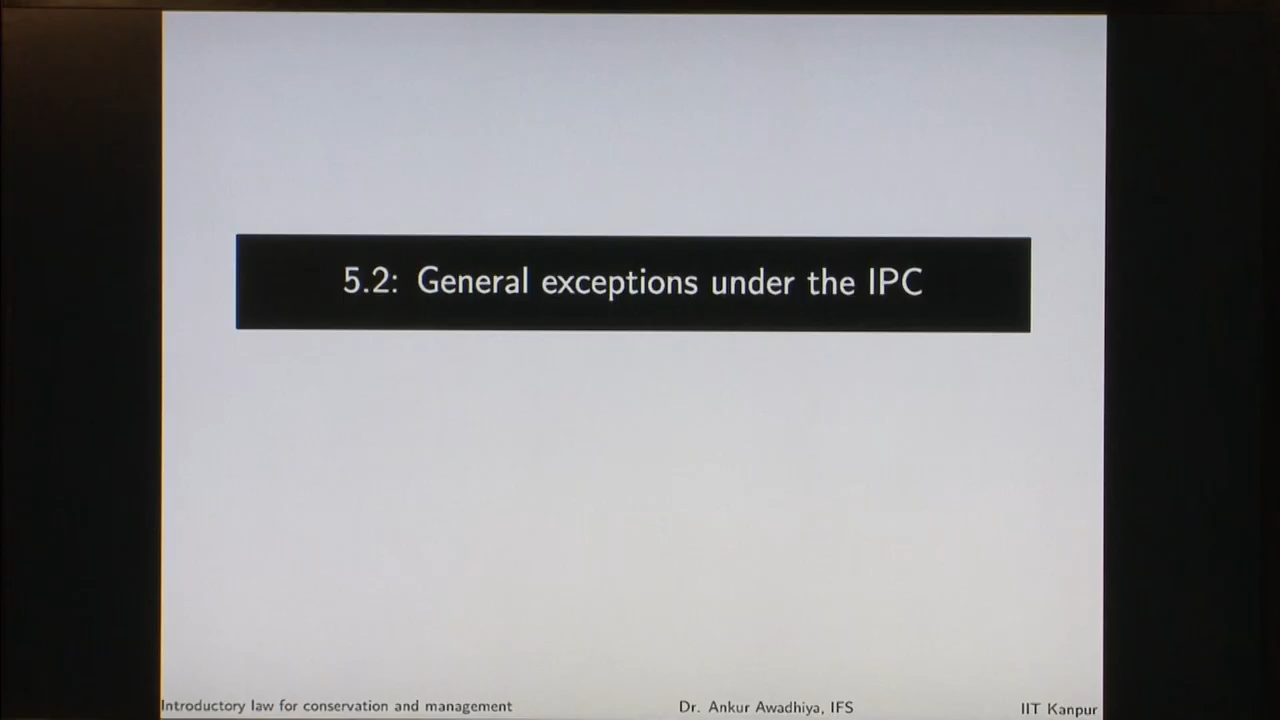 5.2: General exceptions under the IPC
Introductory law for conservation and management Dr. Ankur Awadhiya, IFS IIT Kanpur